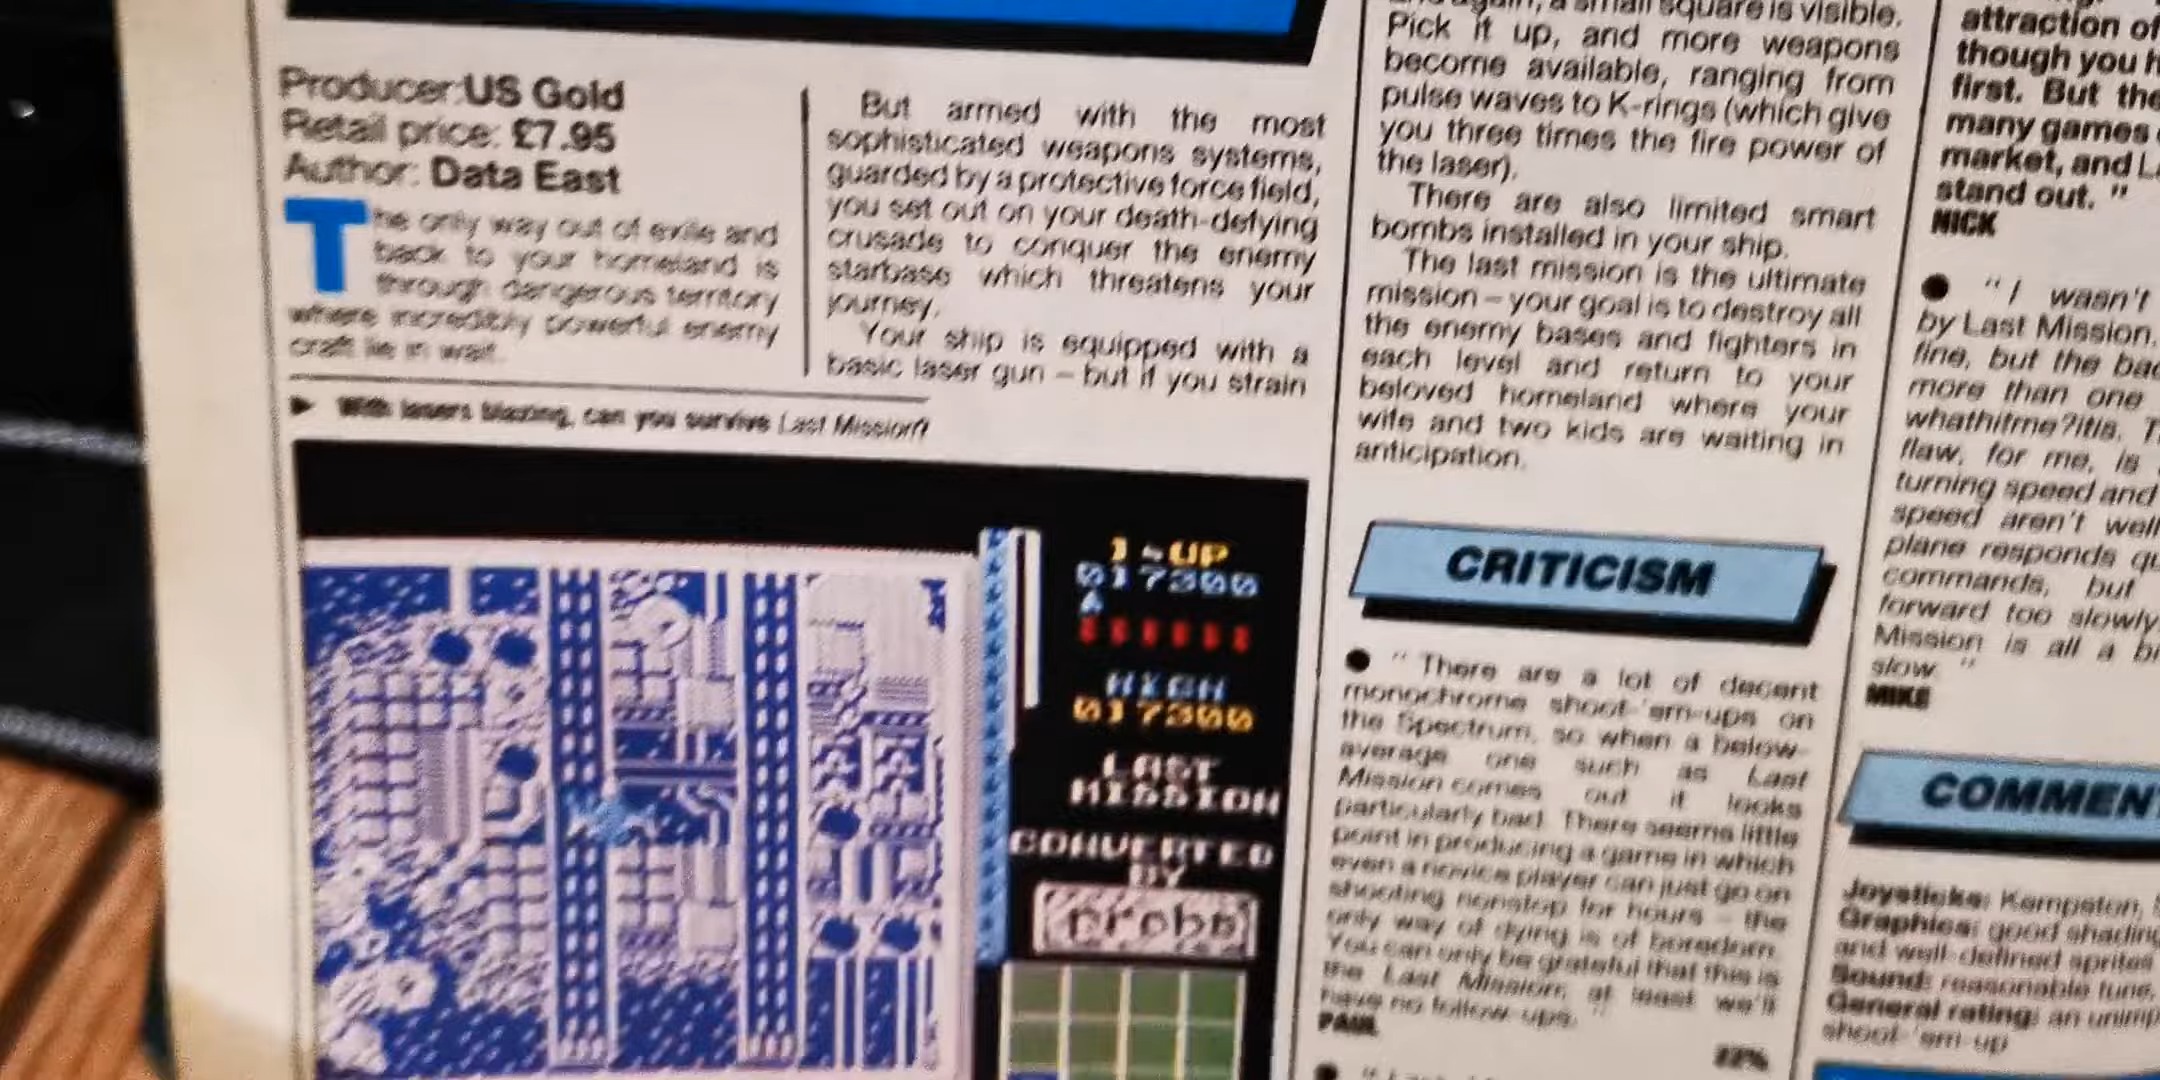 Producer: US Gold
Retail price: £7.95
Author: Data East
The only way out of exile and
back to your homeland is
through dangerous territory
where incredibly powerful enemy
craft lie in wait.
► With lasers blazing, can you survive Last Mission?
But armed with the most
sophisticated weapons systems,
guarded by a protective force field,
you set out on your death-defying
crusade to conquer the enemy
starbase which threatens your
journey.
Your ship is equipped with a
basic laser gun – but if you strain
1-UP
017300
HIGH
017300
LAST
MISSION
CONVERTED
BY
probe
a small square is visible.
Pick it up, and more weapons
become available, ranging from
pulse waves to K-rings (which give
you three times the fire power of
the laser).
There are also limited smart
bombs installed in your ship.
The last mission is the ultimate
mission – your goal is to destroy all
the enemy bases and fighters in
each level and return to your
beloved homeland where your
wife and two kids are waiting in
anticipation.
CRITICISM
● " There are a lot of decent
monochrome shoot-'em-ups on
the Spectrum, so when a below-
average one such as Last
Mission comes out it looks
particularly bad. There seems little
point in producing a game in which
even a novice player can just go on
shooting nonstop for hours – the
only way of dying is of boredom.
You can only be grateful that this is
the Last Mission, at least we'll
have no follow-ups. "
PAUL
22%
attraction of
though you h
first. But the
many games
market, and L
stand out. "
NICK
● " I wasn't
by Last Mission.
fine, but the bac
more than one
whathitme?itis. T
flaw, for me, is
turning speed and
speed aren't well
plane responds qu
commands, but
forward too slowly
Mission is all a bi
slow. "
MIKE
COMMEN
Joysticks: Kempston,
Graphics: good shading
and well-defined sprites
Sound: reasonable tune,
General rating: an unimp
shoot-'em-up